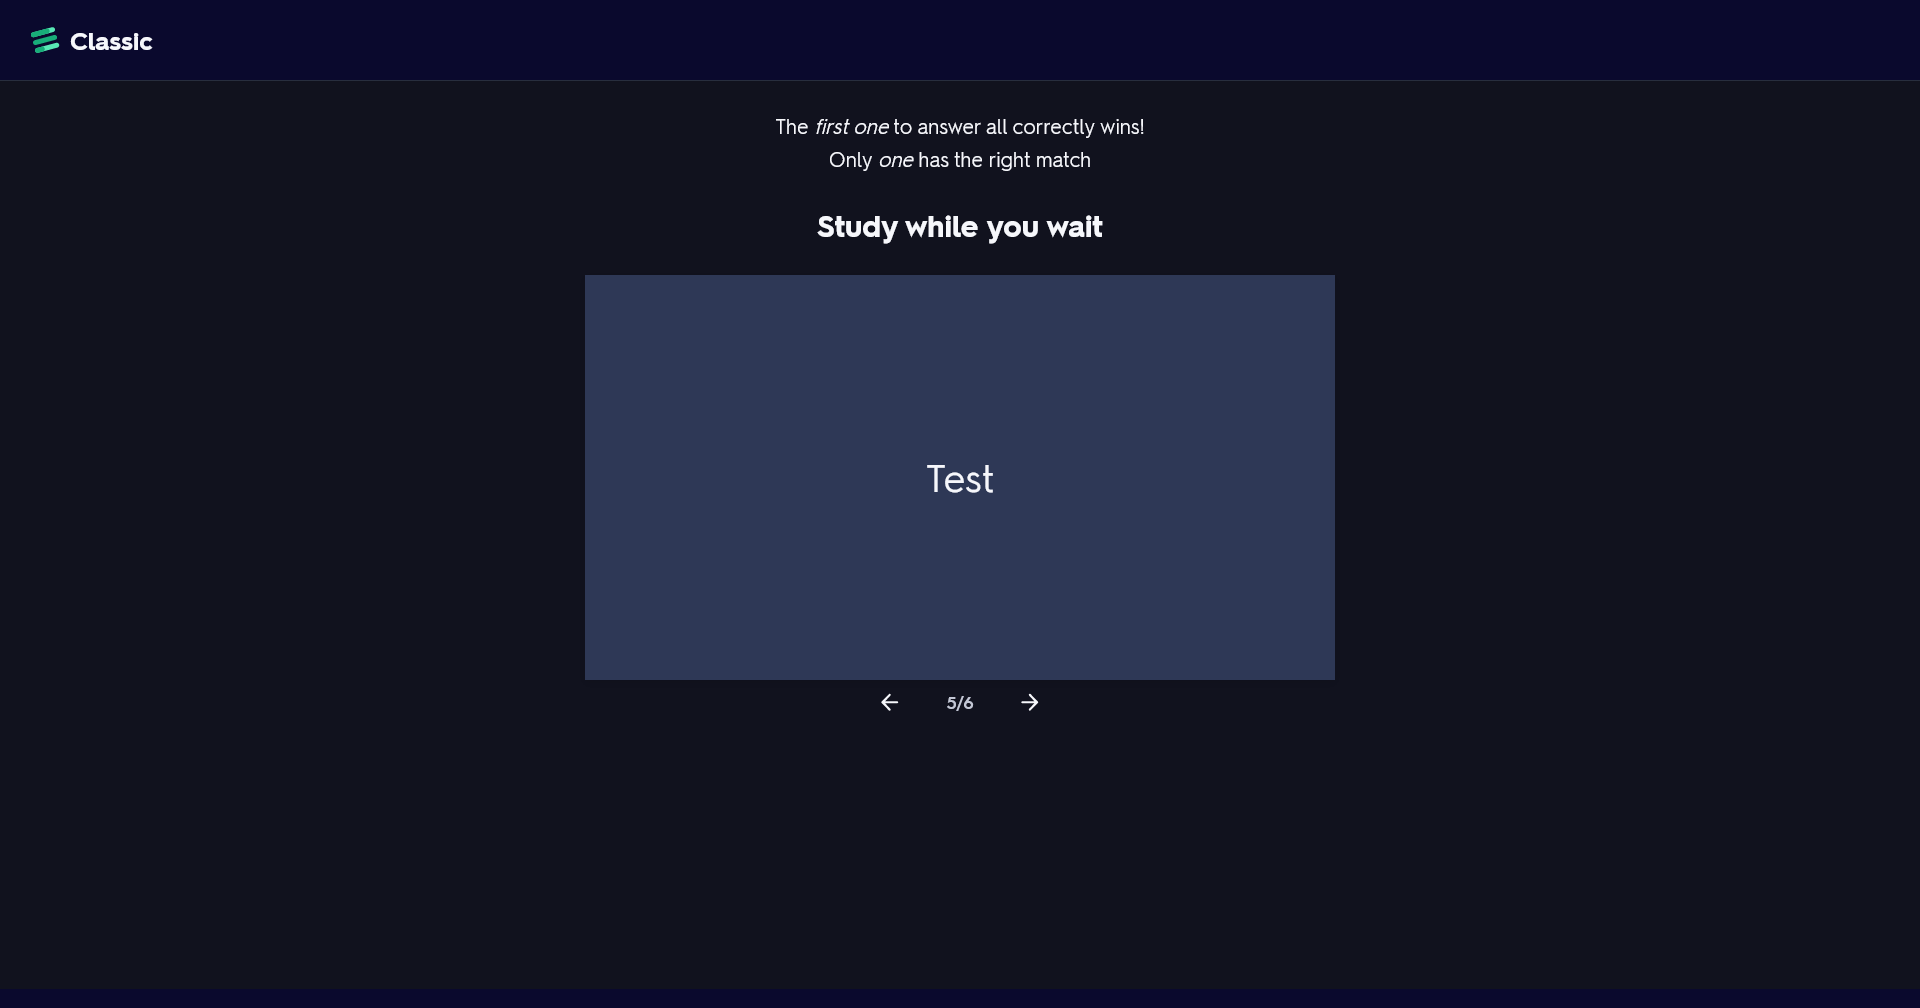 Classic
The first one to answer all correctly wins!
Only one has the right match
Study while you wait
Test
5/6